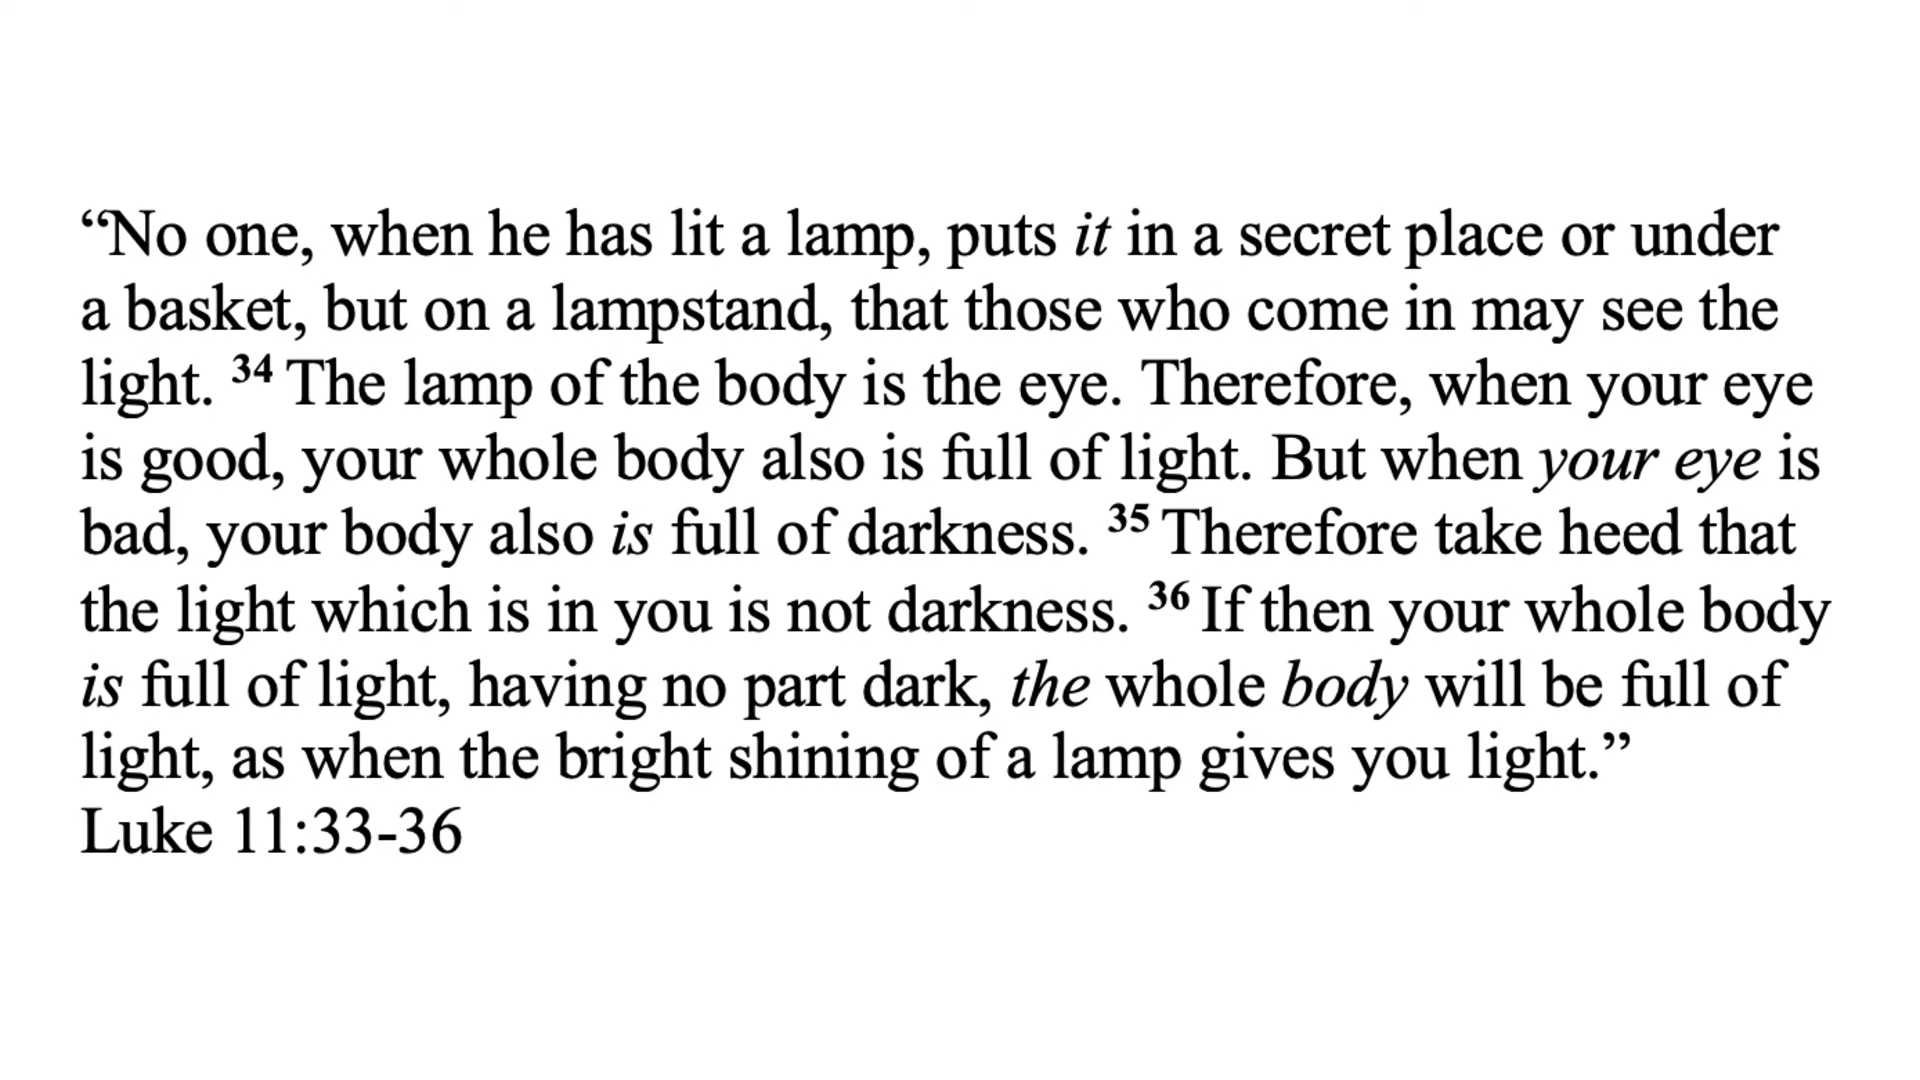 “No one, when he has lit a lamp, puts it in a secret place or under
a basket, but on a lampstand, that those who come in may see the
light. 34 The lamp of the body is the eye. Therefore, when your eye
is good, your whole body also is full of light. But when your eye is
bad, your body also is full of darkness. 35 Therefore take heed that
the light which is in you is not darkness. 36 If then your whole body
is full of light, having no part dark, the whole body will be full of
light, as when the bright shining of a lamp gives you light.”
Luke 11:33-36